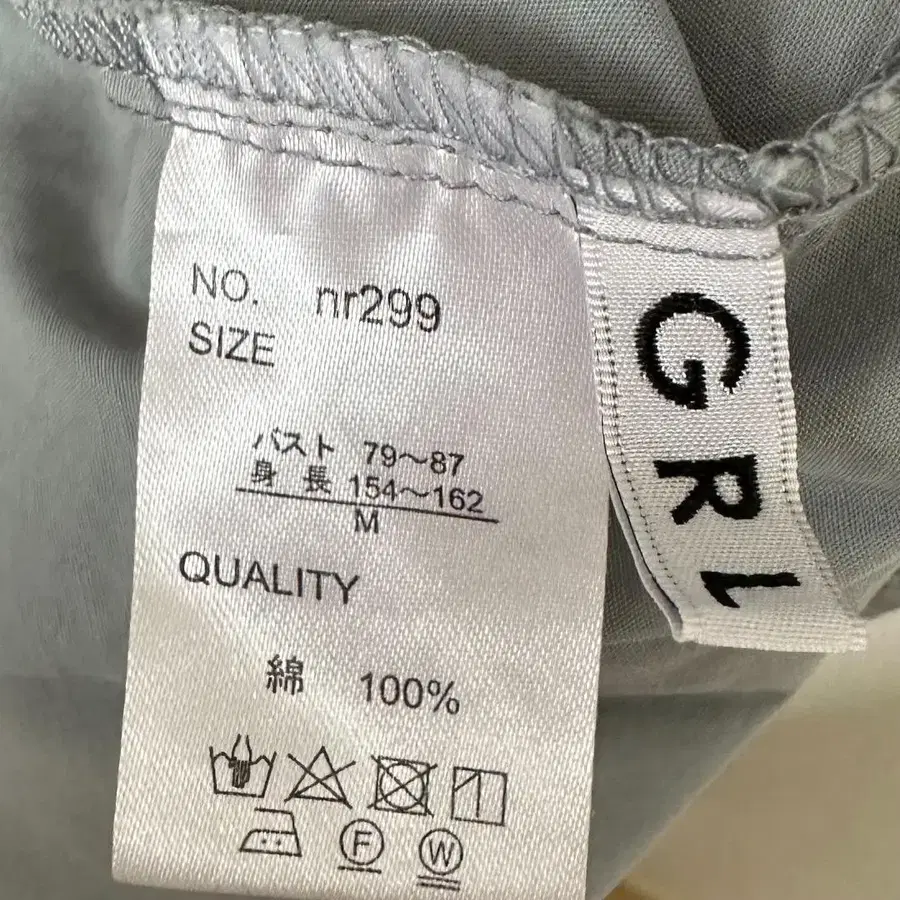 NO. nr299
SIZE
バスト 79～87
身長 154～162
M
QUALITY
綿 100%
F W
GRL